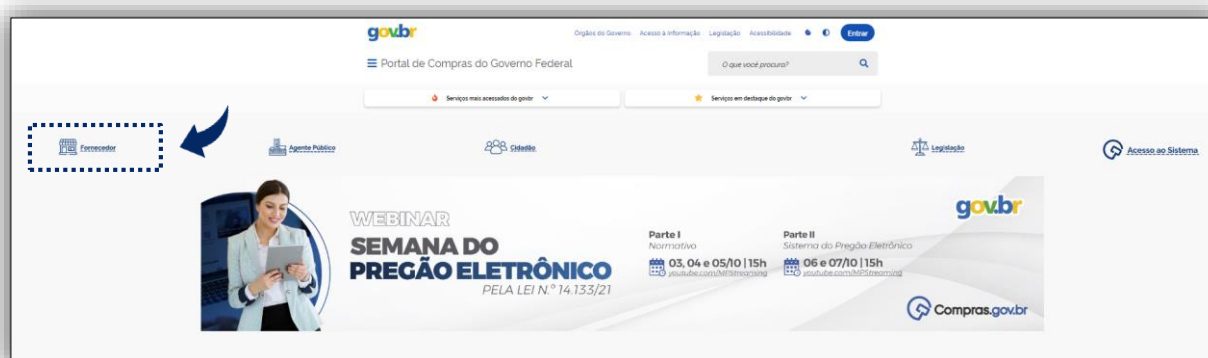 gov.br
Órgãos do Governo Acesso à Informação Legislação Acessibilidade Entrar
Portal de Compras do Governo Federal
O que você procura?
Serviços mais acessados do govbr
Serviços em destaque do govbr
Fornecedor
Agente Público
Cidadão
Legislação
Acesso ao Sistema
WEBINAR
SEMANA DO
PREGÃO ELETRÔNICO
PELA LEI N.º 14.133/21
Parte I
Normativo
03, 04 e 05/10 | 15h
youtube.com/MPStreaming
Parte II
Sistema do Pregão Eletrônico
06 e 07/10 | 15h
youtube.com/MPStreaming
gov.br
Compras.gov.br